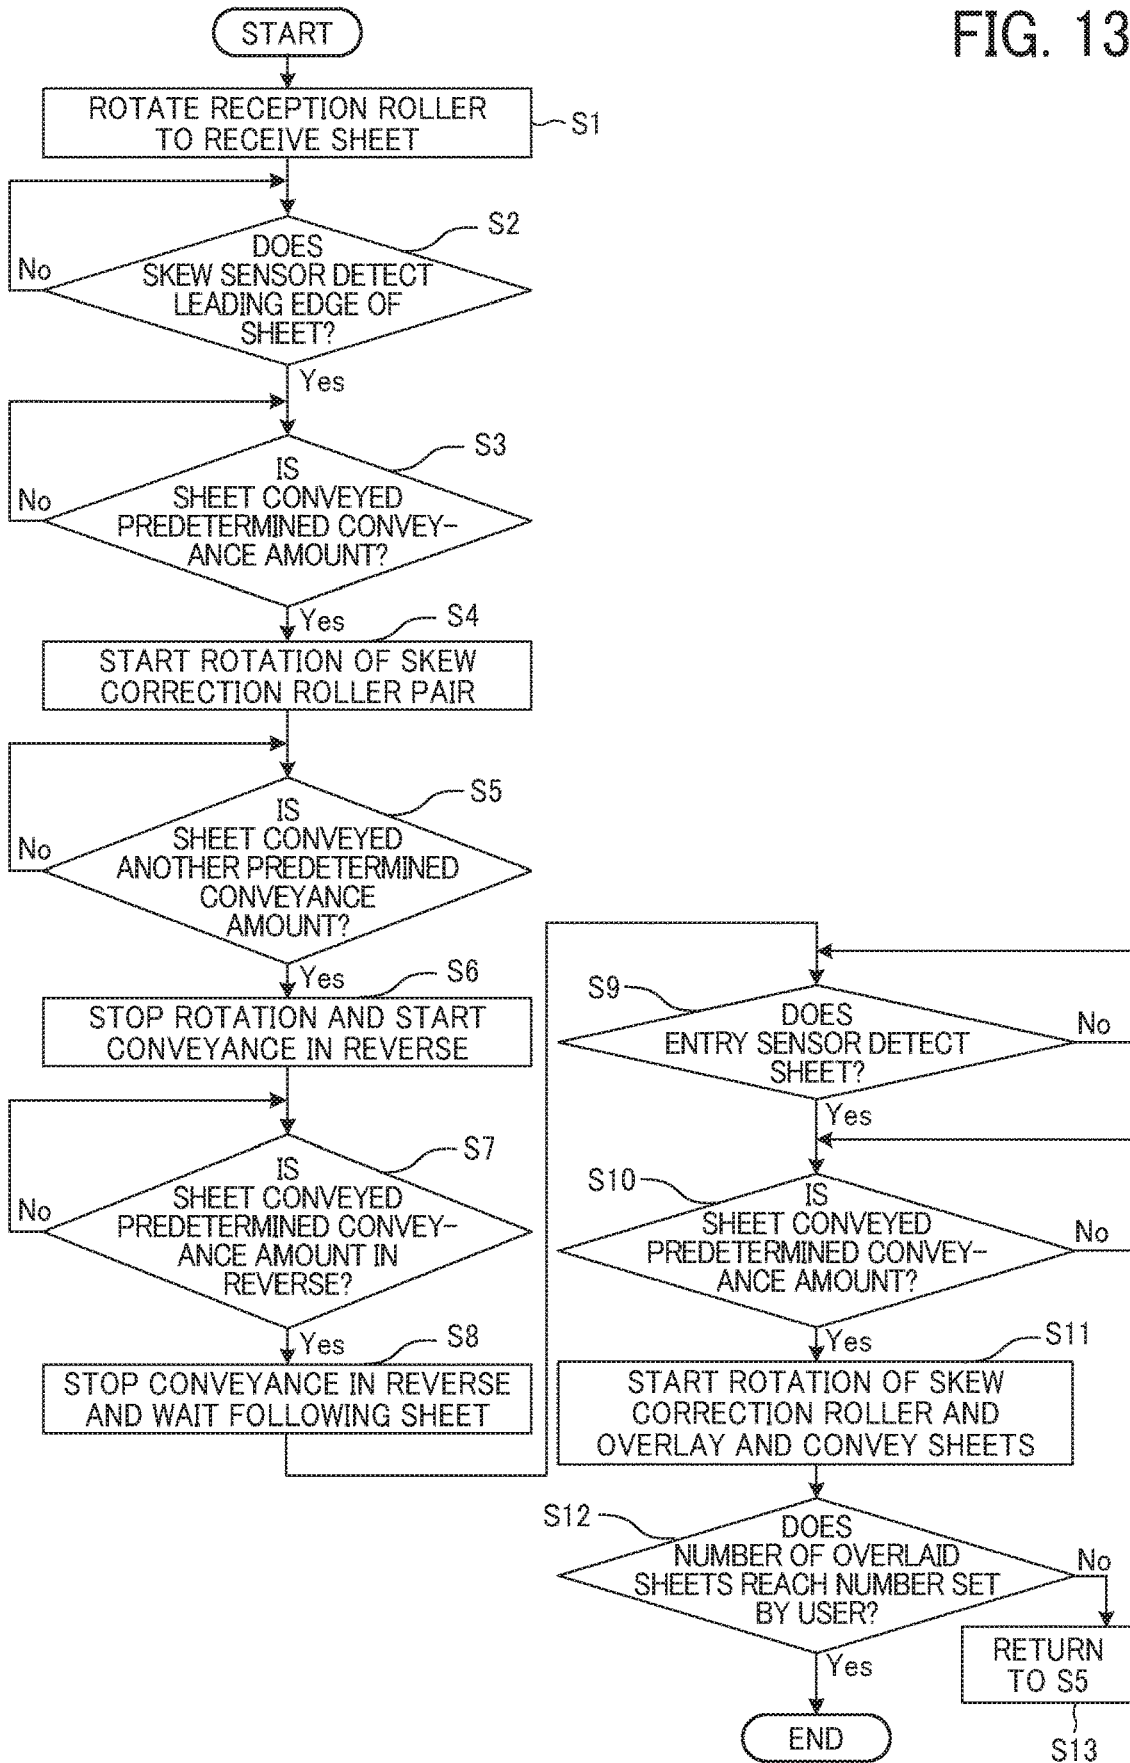 FIG. 13
START
ROTATE RECEPTION ROLLER
TO RECEIVE SHEET
S1
S2
DOES
SKEW SENSOR DETECT
LEADING EDGE OF
SHEET?
No
Yes
S3
IS
SHEET CONVEYED
PREDETERMINED CONVEY-
ANCE AMOUNT?
No
Yes
S4
START ROTATION OF SKEW
CORRECTION ROLLER PAIR
S5
IS
SHEET CONVEYED
ANOTHER PREDETERMINED
CONVEYANCE
AMOUNT?
No
Yes
S6
STOP ROTATION AND START
CONVEYANCE IN REVERSE
S7
IS
SHEET CONVEYED
PREDETERMINED CONVEY-
ANCE AMOUNT IN
REVERSE?
No
Yes
S8
STOP CONVEYANCE IN REVERSE
AND WAIT FOLLOWING SHEET
S9
DOES
ENTRY SENSOR DETECT
SHEET?
No
Yes
S10
IS
SHEET CONVEYED
PREDETERMINED CONVEY-
ANCE AMOUNT?
No
Yes
S11
START ROTATION OF SKEW
CORRECTION ROLLER AND
OVERLAY AND CONVEY SHEETS
S12
DOES
NUMBER OF OVERLAID
SHEETS REACH NUMBER SET
BY USER?
No
Yes
RETURN
TO S5
S13
END